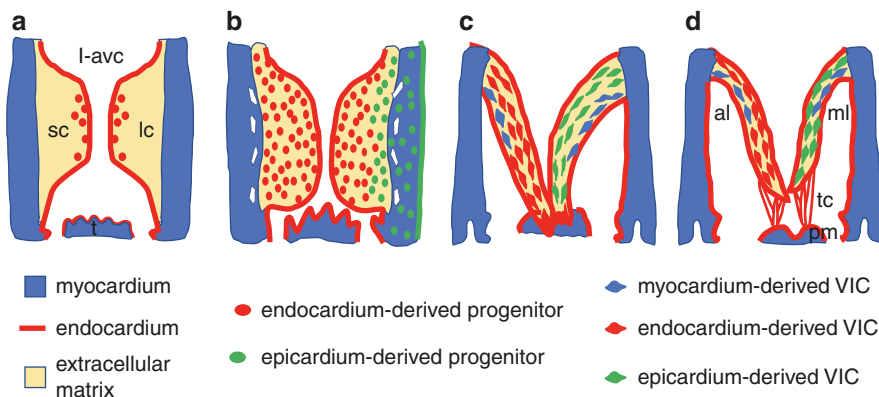 a
b
c
d
l-avc
sc
lc
t
al
ml
tc
pm
myocardium
endocardium
extracellular
matrix
endocardium-derived progenitor
epicardium-derived progenitor
myocardium-derived VIC
endocardium-derived VIC
epicardium-derived VIC